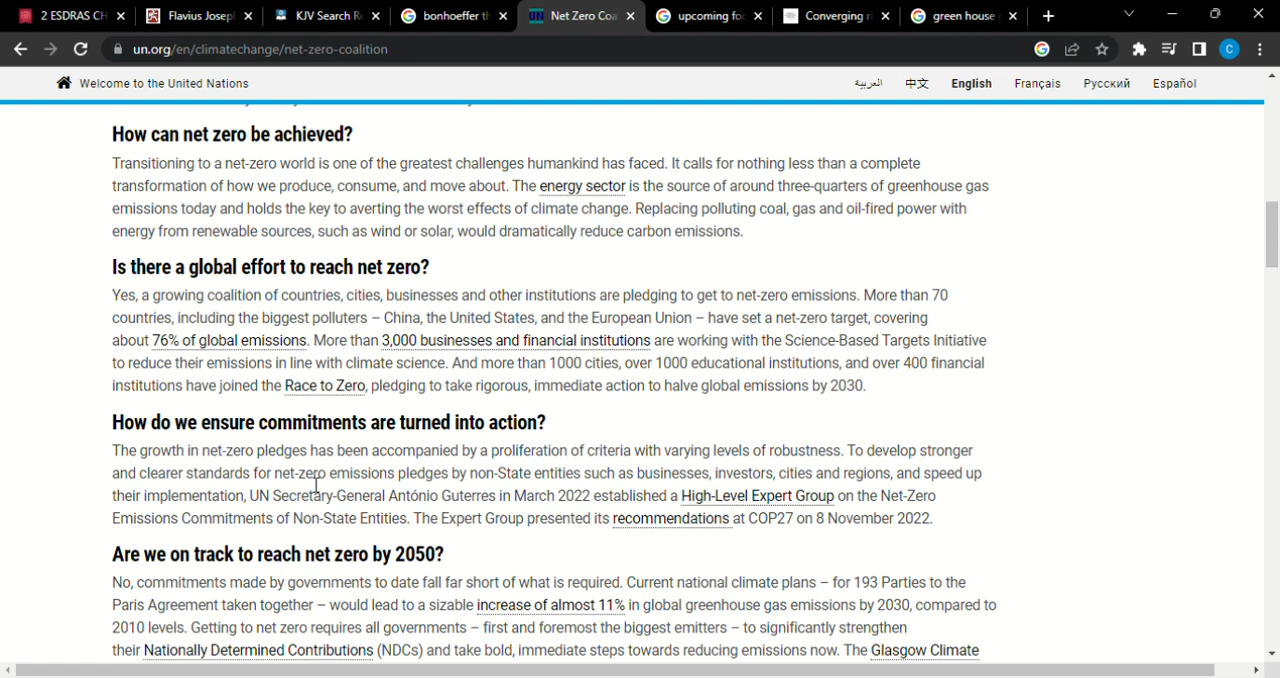 2 ESDRAS CH
Flavius Josep
KJV Search R
bonhoeffer th
Net Zero Coa
upcoming foo
Converging ri
green house
un.org/en/climatechange/net-zero-coalition
C
Welcome to the United Nations
العربية
中文
English
Français
Русский
Español
How can net zero be achieved?
Transitioning to a net-zero world is one of the greatest challenges humankind has faced. It calls for nothing less than a complete
transformation of how we produce, consume, and move about. The energy sector is the source of around three-quarters of greenhouse gas
emissions today and holds the key to averting the worst effects of climate change. Replacing polluting coal, gas and oil-fired power with
energy from renewable sources, such as wind or solar, would dramatically reduce carbon emissions.
Is there a global effort to reach net zero?
Yes, a growing coalition of countries, cities, businesses and other institutions are pledging to get to net-zero emissions. More than 70
countries, including the biggest polluters – China, the United States, and the European Union – have set a net-zero target, covering
about 76% of global emissions. More than 3,000 businesses and financial institutions are working with the Science-Based Targets Initiative
to reduce their emissions in line with climate science. And more than 1000 cities, over 1000 educational institutions, and over 400 financial
institutions have joined the Race to Zero, pledging to take rigorous, immediate action to halve global emissions by 2030.
How do we ensure commitments are turned into action?
The growth in net-zero pledges has been accompanied by a proliferation of criteria with varying levels of robustness. To develop stronger
and clearer standards for net-zero emissions pledges by non-State entities such as businesses, investors, cities and regions, and speed up
their implementation, UN Secretary-General António Guterres in March 2022 established a High-Level Expert Group on the Net-Zero
Emissions Commitments of Non-State Entities. The Expert Group presented its recommendations at COP27 on 8 November 2022.
Are we on track to reach net zero by 2050?
No, commitments made by governments to date fall far short of what is required. Current national climate plans – for 193 Parties to the
Paris Agreement taken together – would lead to a sizable increase of almost 11% in global greenhouse gas emissions by 2030, compared to
2010 levels. Getting to net zero requires all governments – first and foremost the biggest emitters – to significantly strengthen
their Nationally Determined Contributions (NDCs) and take bold, immediate steps towards reducing emissions now. The Glasgow Climate